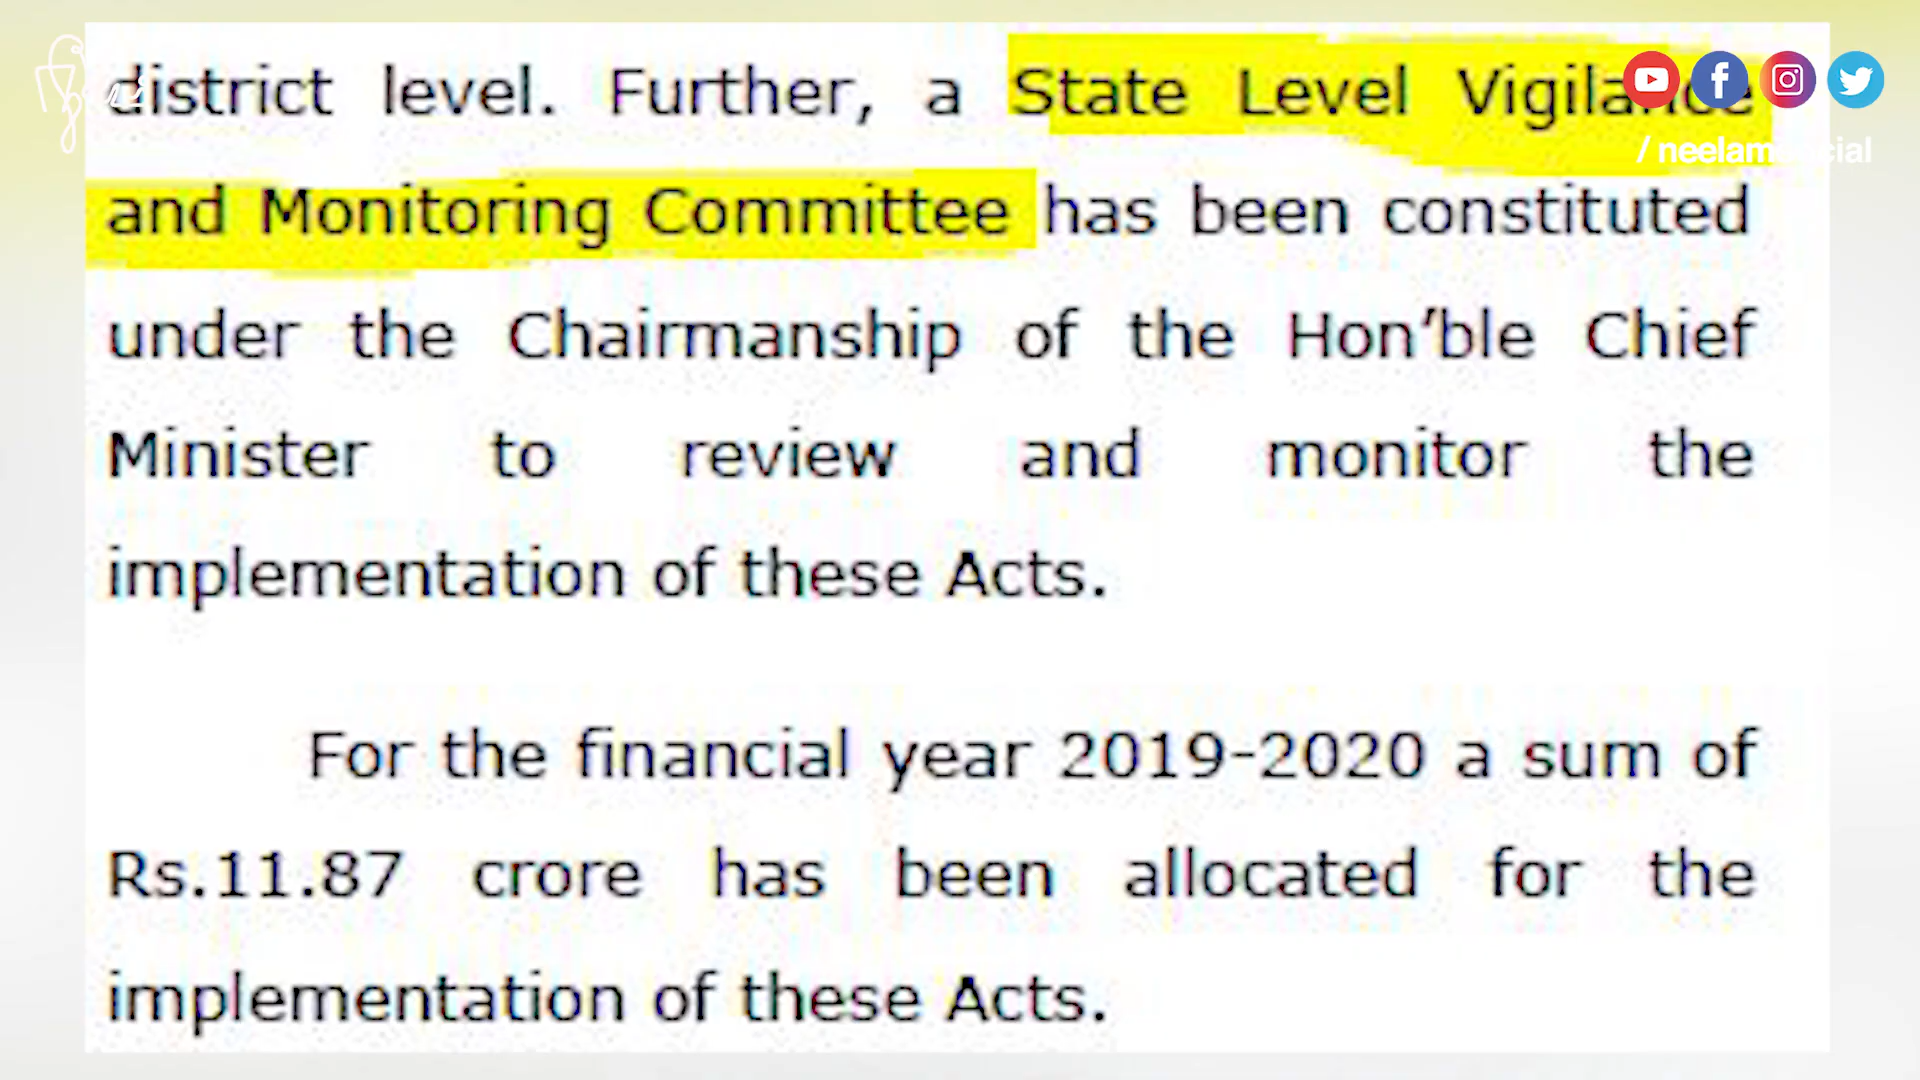 district level. Further, a State Level Vigilance
and Monitoring Committee has been constituted
under the Chairmanship of the Hon’ble Chief
Minister to review and monitor the
implementation of these Acts.
For the financial year 2019-2020 a sum of
Rs.11.87 crore has been allocated for the
implementation of these Acts.